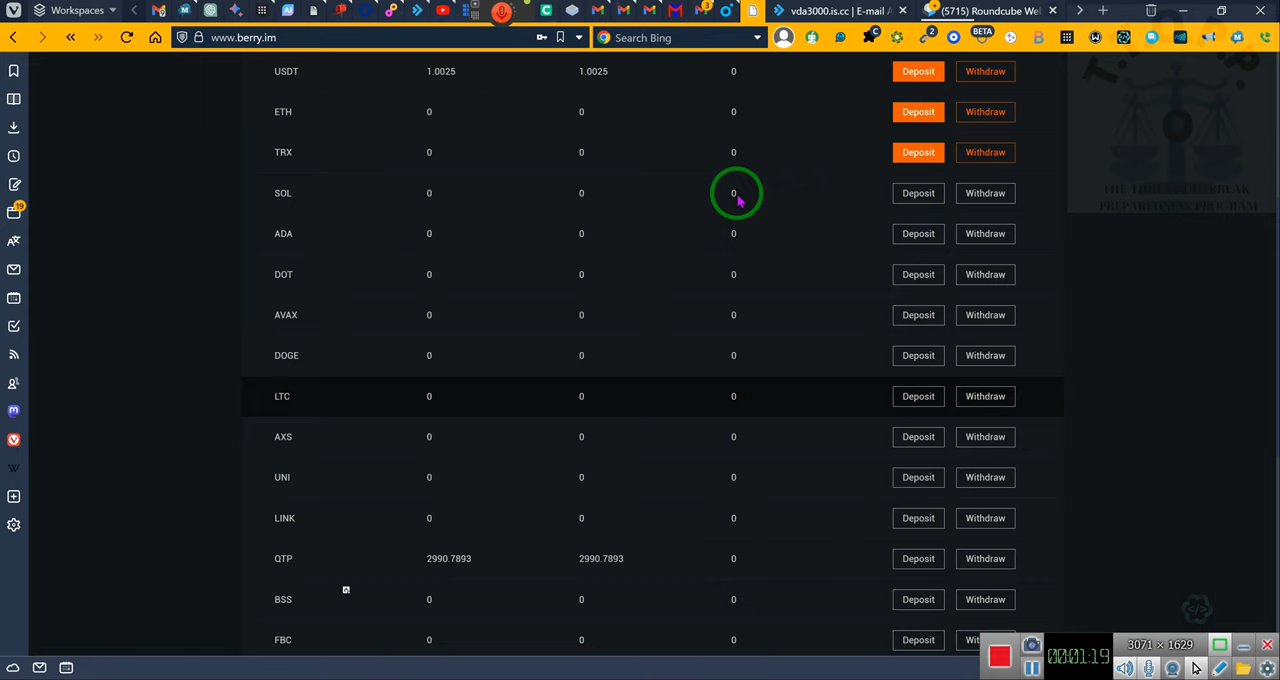 Workspaces
3
vda3000.is.cc | E-mail
(5715) Roundcube We
www.berry.im
Search Bing
C
2
BETA
19
USDT 1.0025 1.0025 0 Deposit Withdraw
ETH 0 0 0 Deposit Withdraw
TRX 0 0 0 Deposit Withdraw
SOL 0 0 0 Deposit Withdraw
ADA 0 0 0 Deposit Withdraw
DOT 0 0 0 Deposit Withdraw
AVAX 0 0 0 Deposit Withdraw
DOGE 0 0 0 Deposit Withdraw
LTC 0 0 0 Deposit Withdraw
AXS 0 0 0 Deposit Withdraw
UNI 0 0 0 Deposit Withdraw
LINK 0 0 0 Deposit Withdraw
QTP 2990.7893 2990.7893 0 Deposit Withdraw
BSS 0 0 0 Deposit Withdraw
FBC 0 0 0 Deposit
THE THREAT OUTBREAK
PREPAREDNESS PROGRAM
00:01:19
3071 × 1629